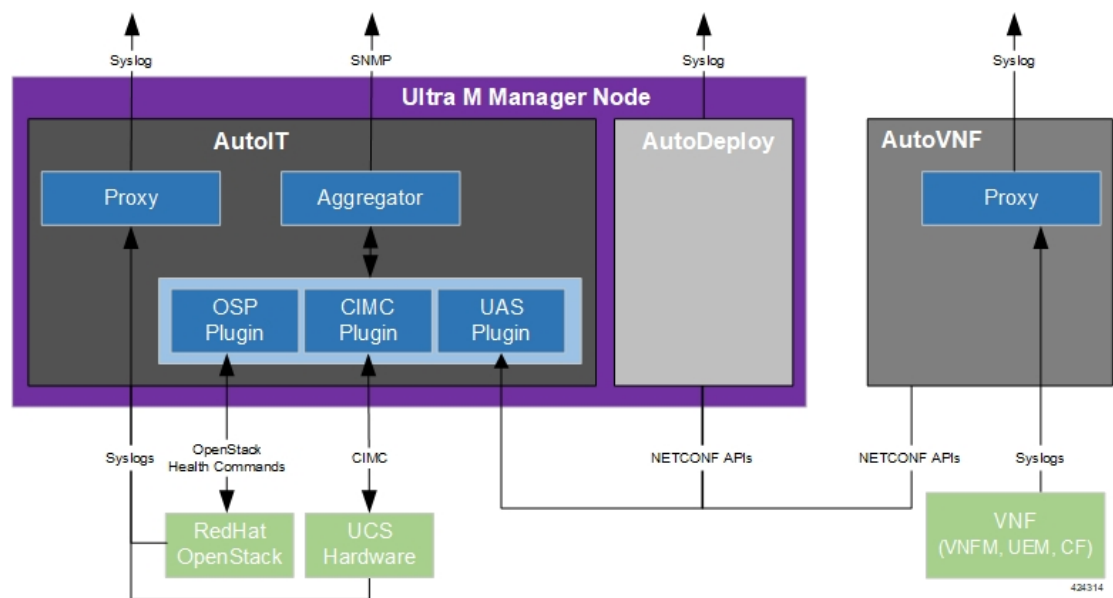 Syslog
SNMP
Syslog
Syslog
Ultra M Manager Node
AutoIT
AutoDeploy
AutoVNF
Proxy
Aggregator
Proxy
OSP
Plugin
CIMC
Plugin
UAS
Plugin
Syslogs
OpenStack
Health Commands
CIMC
NETCONF APIs
NETCONF APIs
Syslogs
RedHat
OpenStack
UCS
Hardware
VNF
(VNFM, UEM, CF)
424314